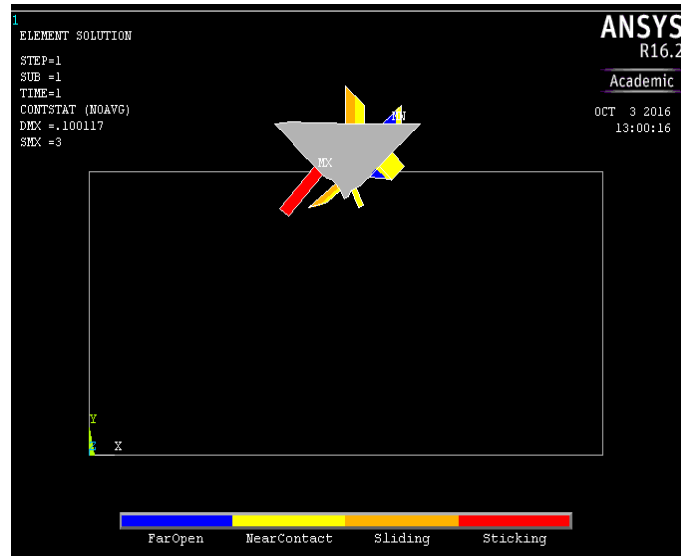 1
ELEMENT SOLUTION
STEP=1
SUB =1
TIME=1
CONTSTAT (NOAVG)
DMX =.100117
SMX =3
ANSYS
R16.2
Academic
OCT 3 2016
13:00:16
MX
Y
X
FarOpen NearContact Sliding Sticking